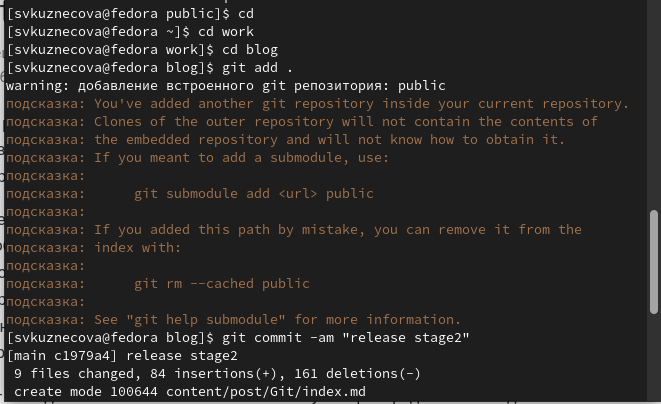 [svkuznecova@fedora public]$ cd
[svkuznecova@fedora ~]$ cd work
[svkuznecova@fedora work]$ cd blog
[svkuznecova@fedora blog]$ git add .
warning: добавление встроенного git репозитория: public
подсказка: You've added another git repository inside your current repository.
подсказка: Clones of the outer repository will not contain the contents of
подсказка: the embedded repository and will not know how to obtain it.
подсказка: If you meant to add a submodule, use:
подсказка:
подсказка:      git submodule add <url> public
подсказка:
подсказка: If you added this path by mistake, you can remove it from the
подсказка: index with:
подсказка:
подсказка:      git rm --cached public
подсказка:
подсказка: See "git help submodule" for more information.
[svkuznecova@fedora blog]$ git commit -am "release stage2"
[main c1979a4] release stage2
 9 files changed, 84 insertions(+), 161 deletions(-)
 create mode 100644 content/post/Git/index.md